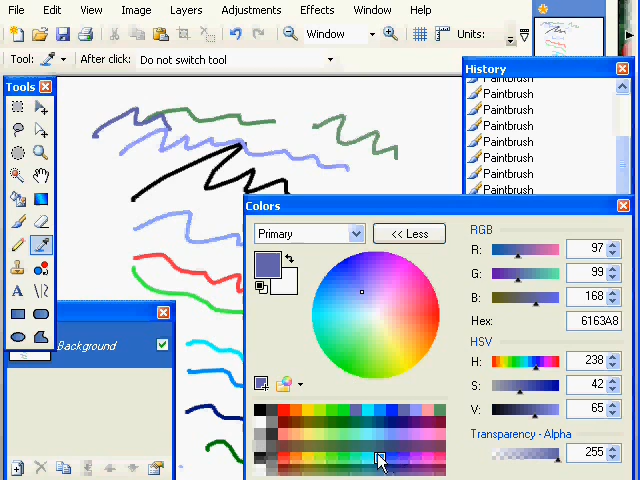 File Edit View Image Layers Adjustments Effects Window Help
Window Units:
Tool: After click: Do not switch tool
Tools
History
Paintbrush
Paintbrush
Paintbrush
Paintbrush
Paintbrush
Paintbrush
Paintbrush
Paintbrush
Colors
Primary
<< Less
RGB
R: 97
G: 99
B: 168
Hex: 6163A8
HSV
H: 238
S: 42
V: 65
Transparency - Alpha
255
Background